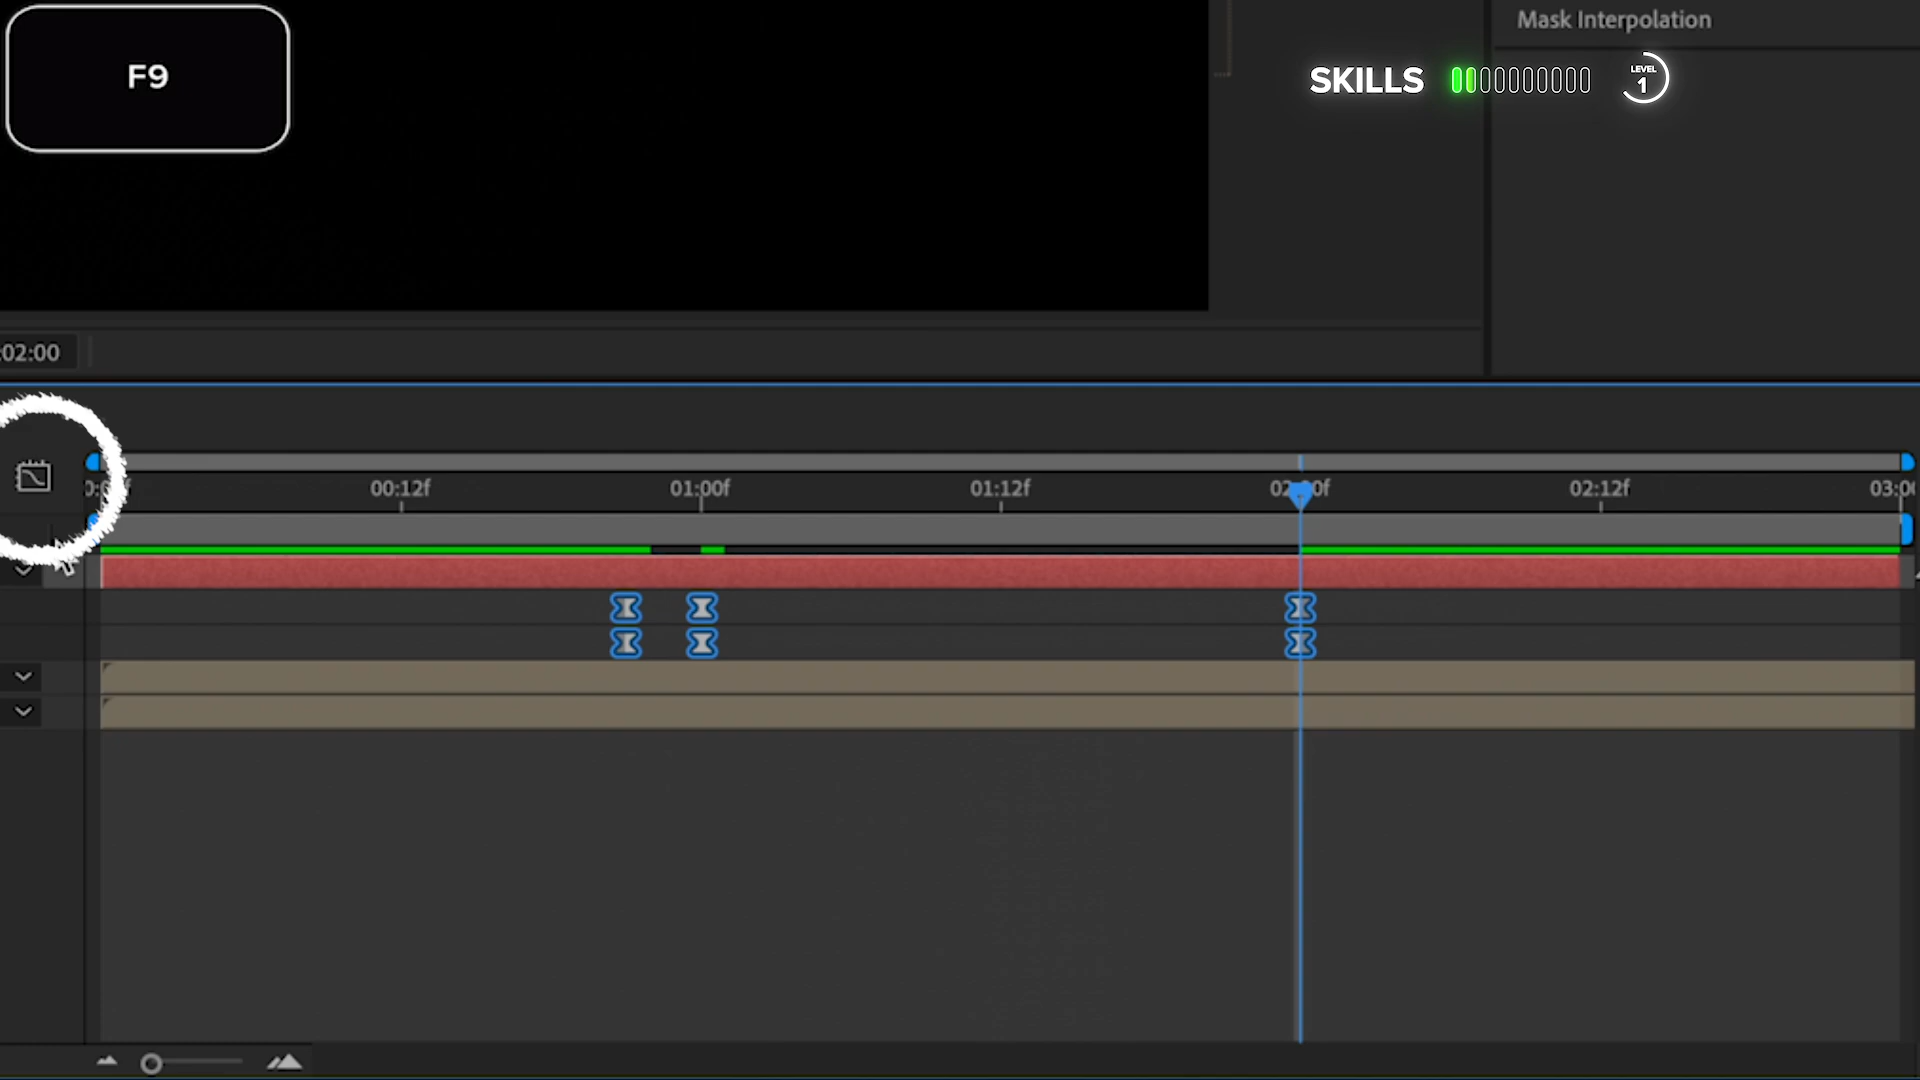 Mask Interpolation
F9
SKILLS
LEVEL
1
:02:00
00:12f
01:00f
01:12f
02:12f